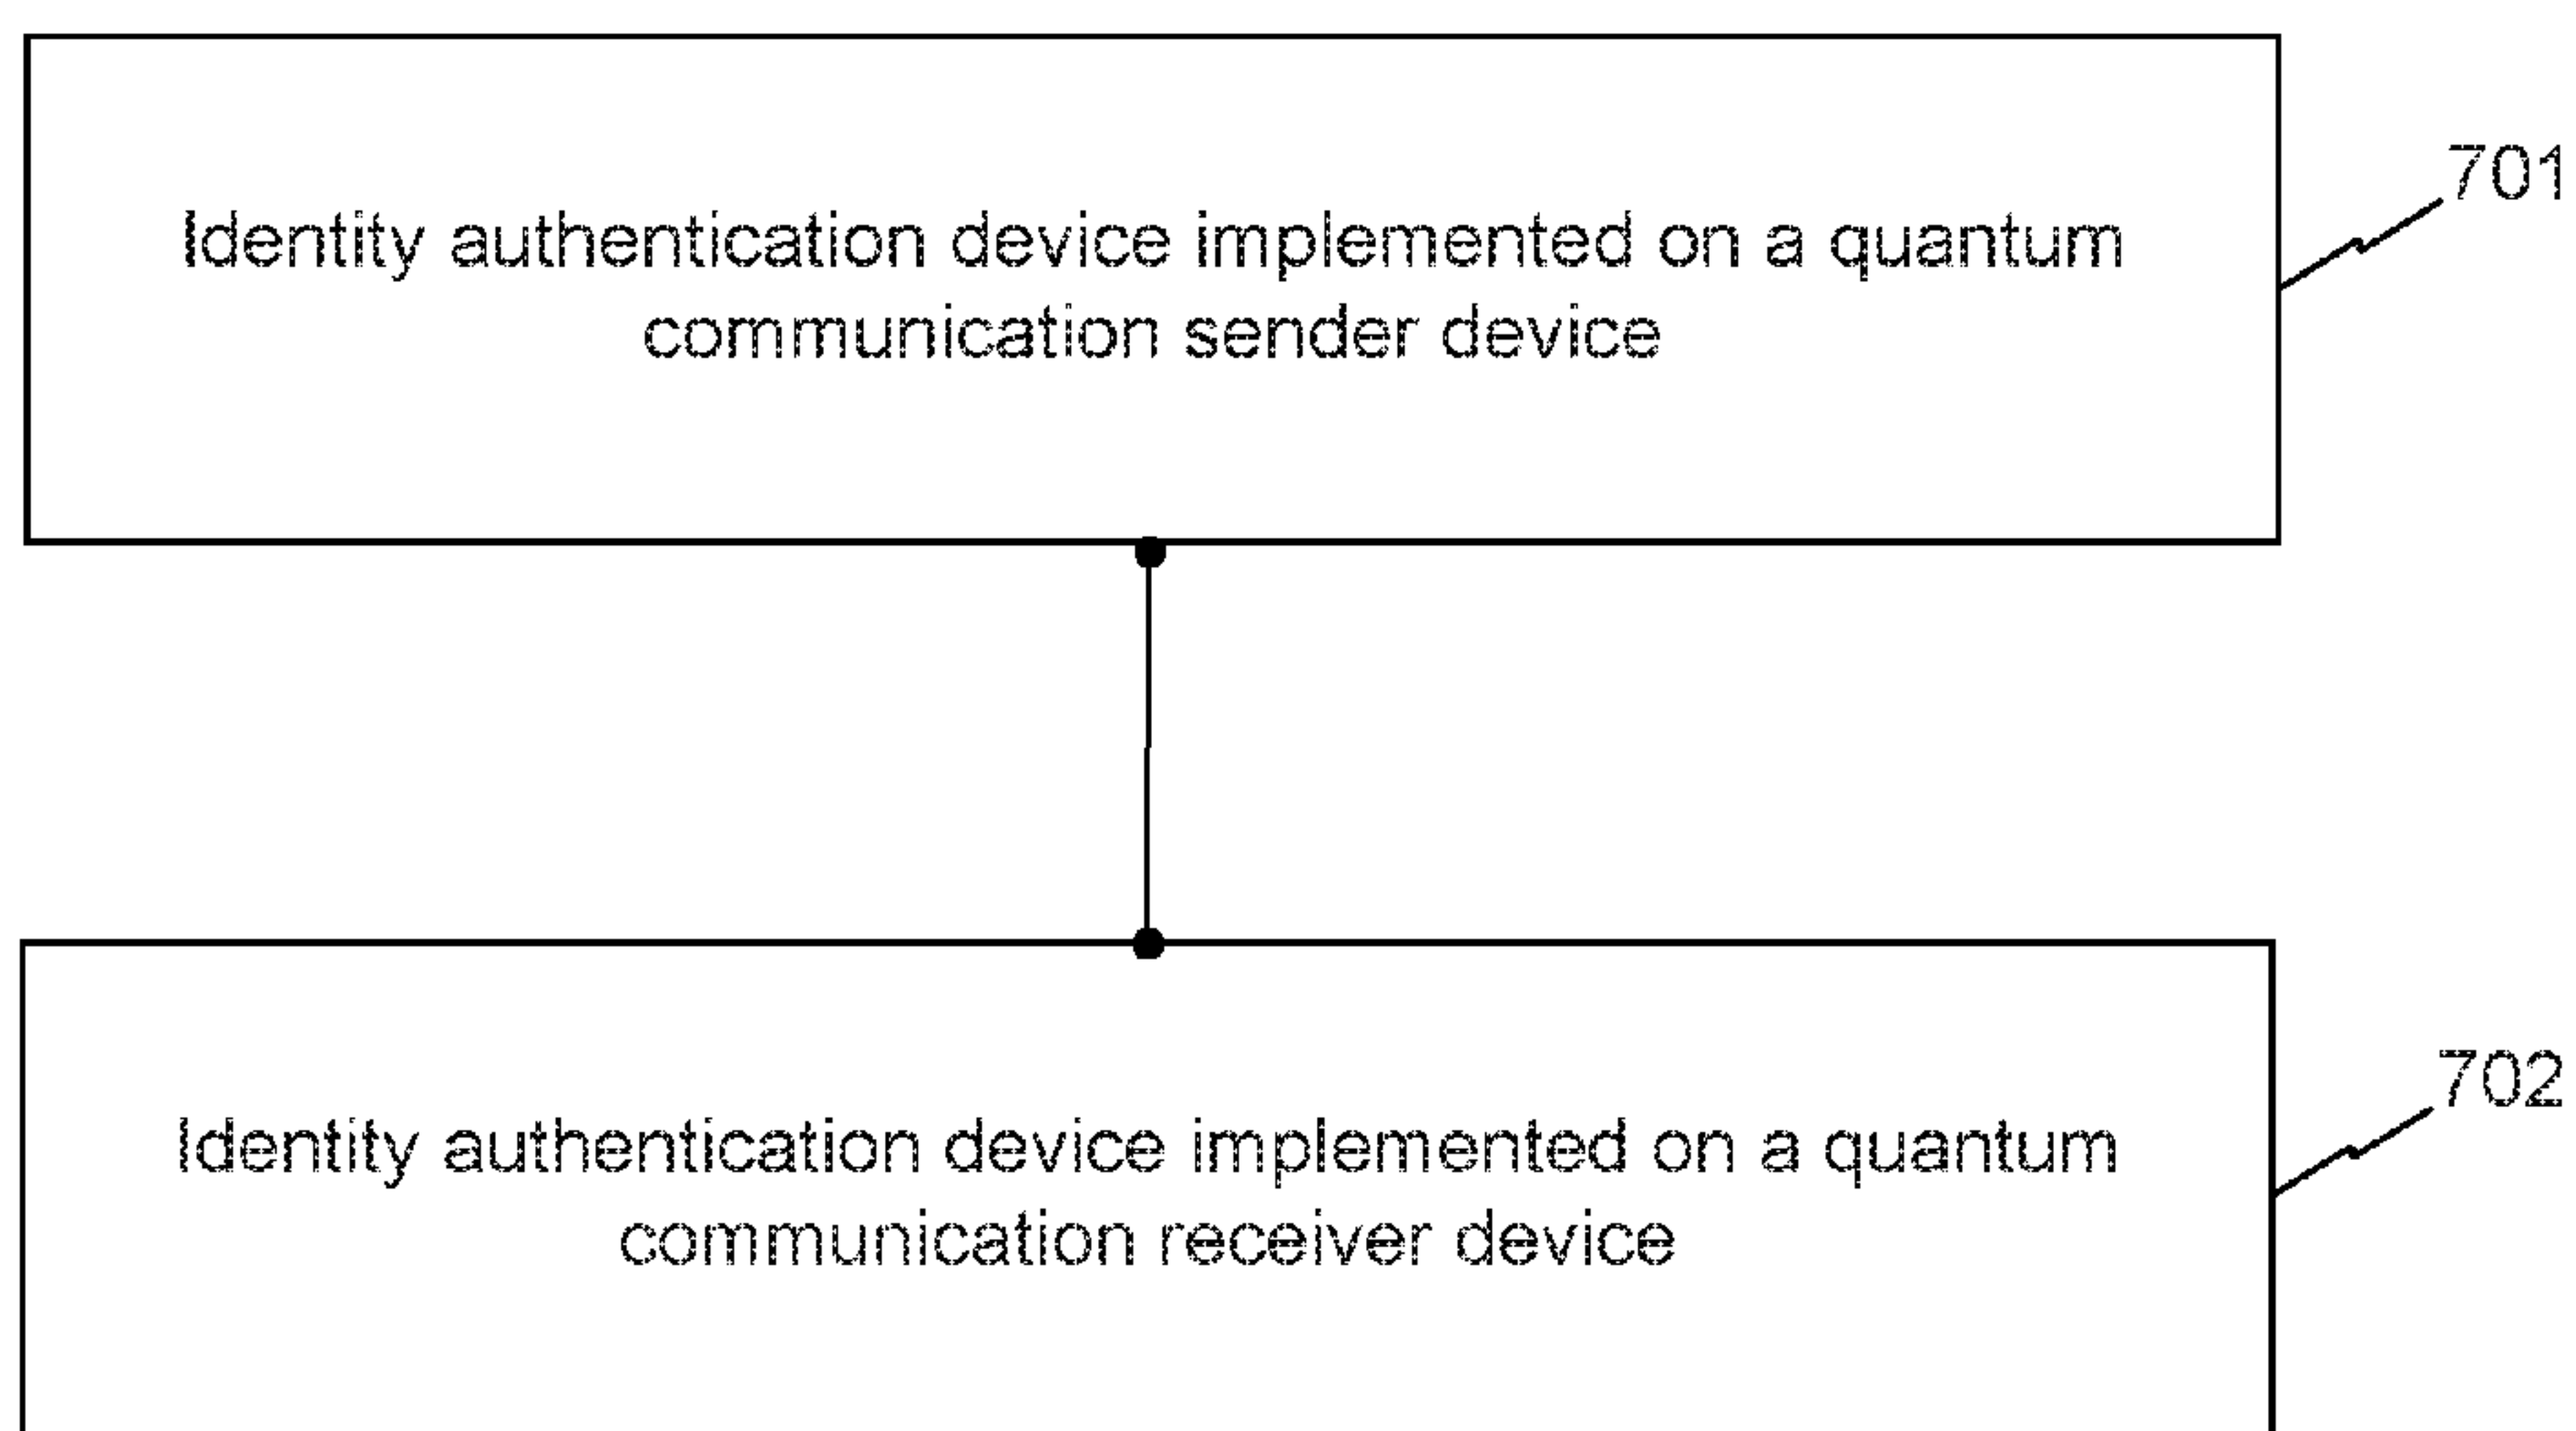 701
Identity authentication device implemented on a quantum
communication sender device
702
Identity authentication device implemented on a quantum
communication receiver device